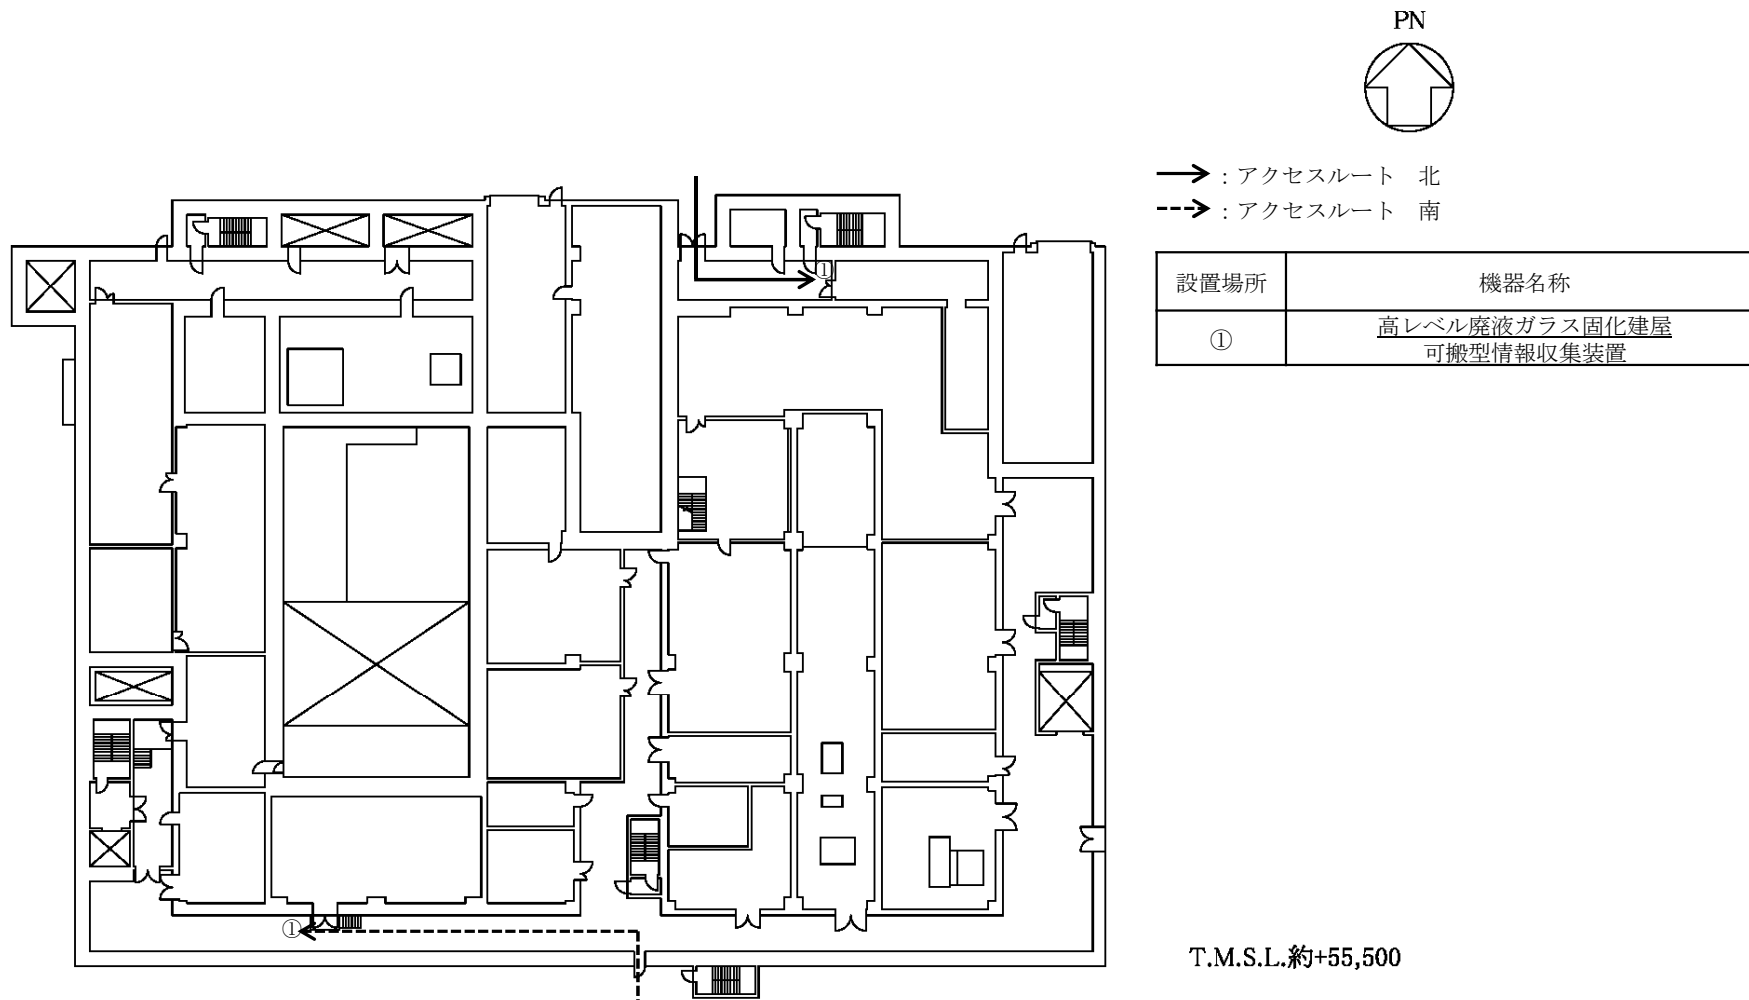 PN
：アクセスルート　北
：アクセスルート　南
設置場所
機器名称
①
高レベル廃液ガラス固化建屋
可搬型情報収集装置
①
①
T.M.S.L.約+55,500